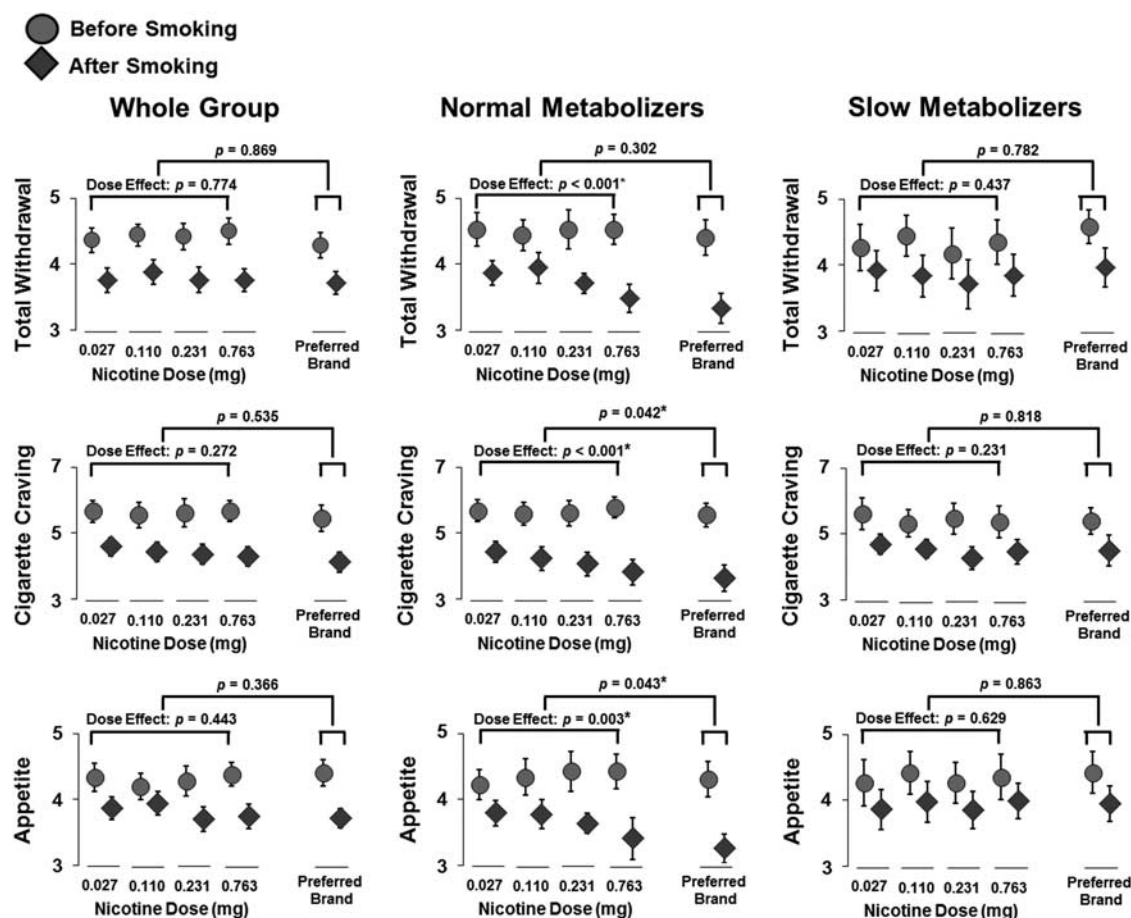 Before Smoking
After Smoking
Whole Group
Normal Metabolizers
Slow Metabolizers
p = 0.869
Dose Effect: p = 0.774
Total Withdrawal
5
4
3
0.027 0.110 0.231 0.763
Nicotine Dose (mg)
Preferred
Brand
p = 0.302
Dose Effect: p < 0.001*
Total Withdrawal
5
4
3
0.027 0.110 0.231 0.763
Nicotine Dose (mg)
Preferred
Brand
p = 0.782
Dose Effect: p = 0.437
Total Withdrawal
5
4
3
0.027 0.110 0.231 0.763
Nicotine Dose (mg)
Preferred
Brand
p = 0.535
Dose Effect: p = 0.272
Cigarette Craving
7
5
3
0.027 0.110 0.231 0.763
Nicotine Dose (mg)
Preferred
Brand
p = 0.042*
Dose Effect: p < 0.001*
Cigarette Craving
7
5
3
0.027 0.110 0.231 0.763
Nicotine Dose (mg)
Preferred
Brand
p = 0.818
Dose Effect: p = 0.231
Cigarette Craving
7
5
3
0.027 0.110 0.231 0.763
Nicotine Dose (mg)
Preferred
Brand
p = 0.366
Dose Effect: p = 0.443
Appetite
5
4
3
0.027 0.110 0.231 0.763
Nicotine Dose (mg)
Preferred
Brand
p = 0.043*
Dose Effect: p = 0.003*
Appetite
5
4
3
0.027 0.110 0.231 0.763
Nicotine Dose (mg)
Preferred
Brand
p = 0.863
Dose Effect: p = 0.629
Appetite
5
4
3
0.027 0.110 0.231 0.763
Nicotine Dose (mg)
Preferred
Brand